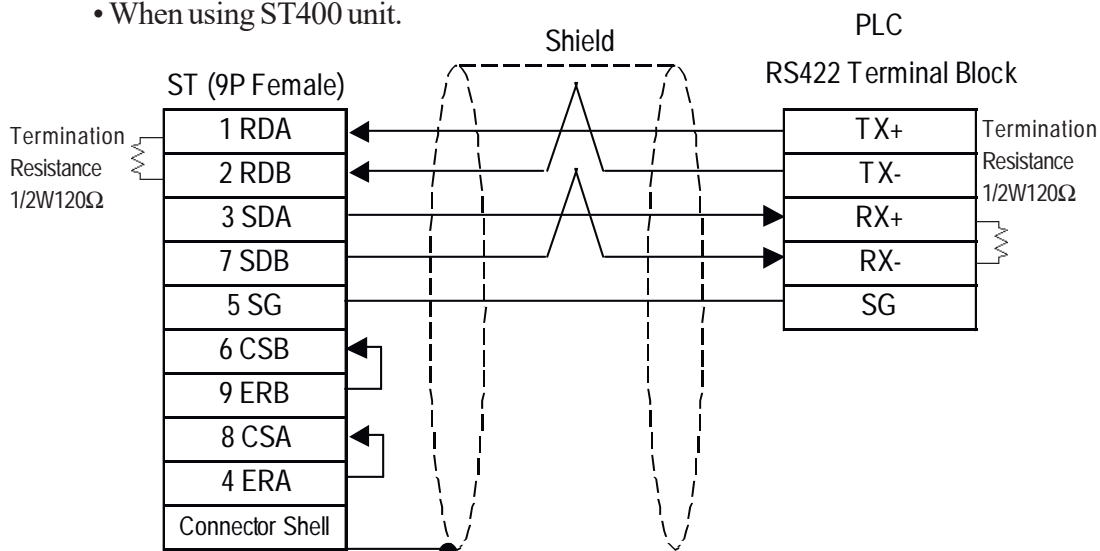 • When using ST400 unit.
PLC
Shield
RS422 Terminal Block
ST (9P Female)
Termination
Resistance
1/2W120Ω
1 RDA
2 RDB
3 SDA
7 SDB
5 SG
6 CSB
9 ERB
8 CSA
4 ERA
Connector Shell
TX+
TX-
RX+
RX-
SG
Termination
Resistance
1/2W120Ω